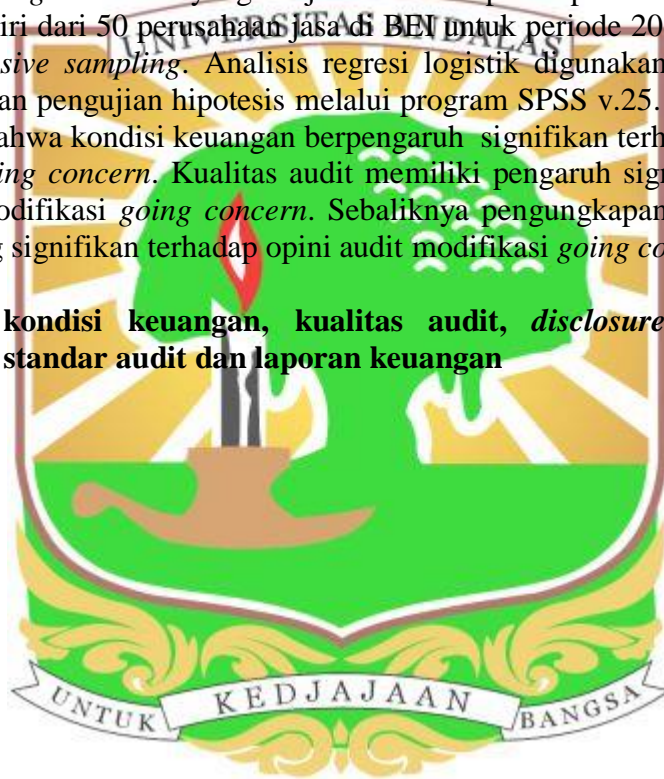 iri dari 50 perusahaan jasa di BEI untuk periode 20
UNIVERSITAS ANDALAS
sive sampling. Analisis regresi logistik digunakan
an pengujian hipotesis melalui program SPSS v.25.
ahwa kondisi keuangan berpengaruh signifikan terh
ing concern. Kualitas audit memiliki pengaruh sign
odifikasi going concern. Sebaliknya pengungkapan
g signifikan terhadap opini audit modifikasi going co
kondisi keuangan, kualitas audit, disclosure
standar audit dan laporan keuangan
UNTUK KEDJAJAAN BANGSA